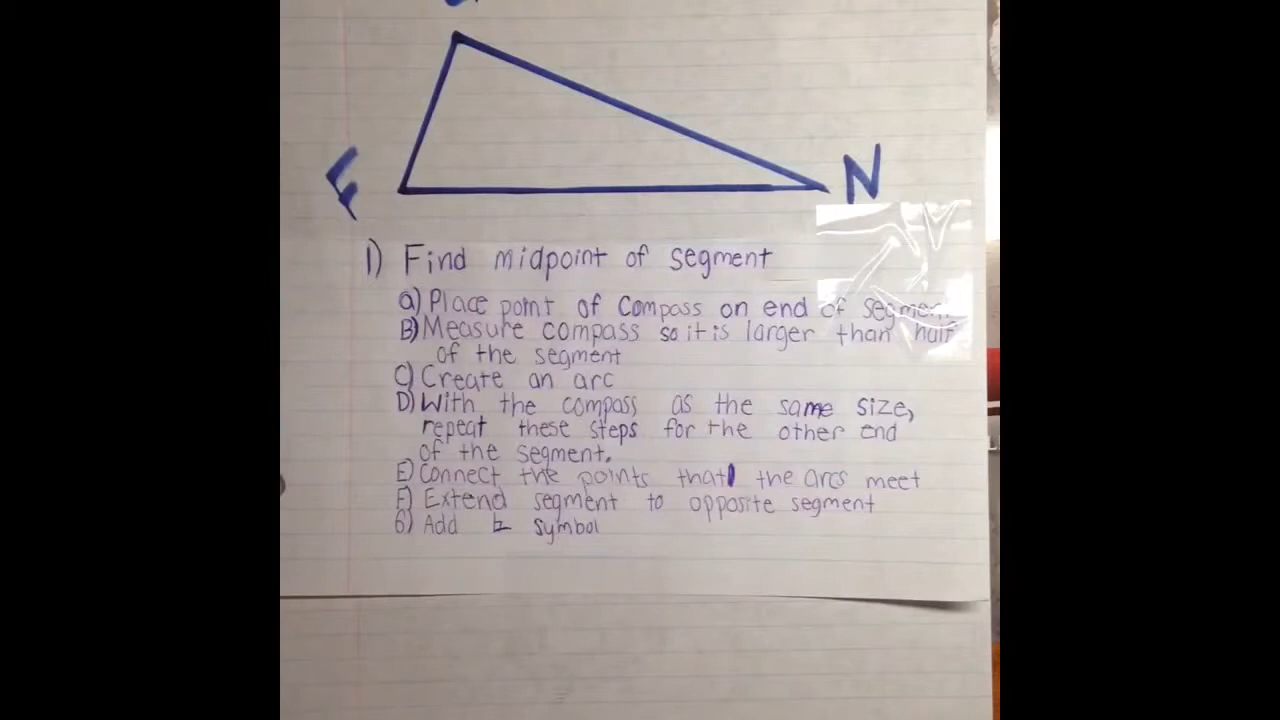 F
N
1) Find midpoint of segment
a) Place point of compass on end of segment
B) Measure compass so it is larger than half
of the segment
C) Create an arc
D) With the compass as the same size,
repeat these steps for the other end
of the segment.
E) Connect the points that the arcs meet
F) Extend segment to opposite segment
G) Add symbol